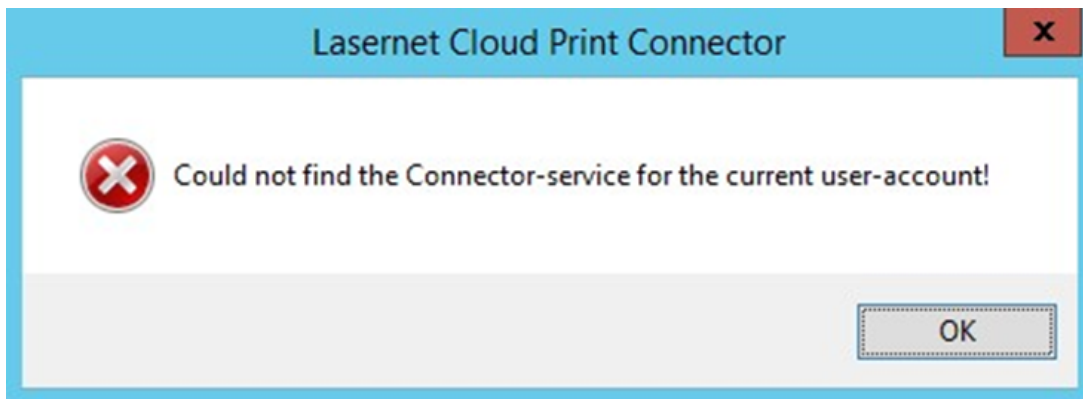 Lasernet Cloud Print Connector
x
Could not find the Connector-service for the current user-account!
OK